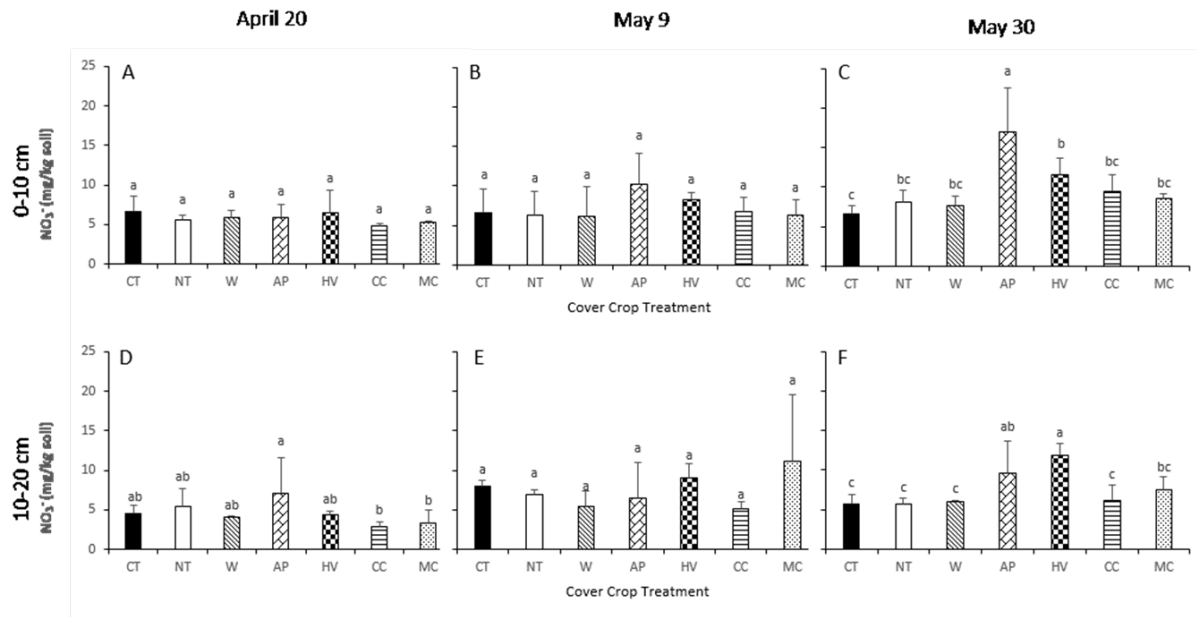 April 20
May 9
May 30
0-10 cm
NO3- (mg/kg soil)
A
25
20
15
10
5
0
a a a a a a a
CT NT W AP HV CC MC
B
a a a a a a a
CT NT W AP HV CC MC
Cover Crop Treatment
C
c bc bc a b bc bc
CT NT W AP HV CC MC
10-20 cm
NO3- (mg/kg soil)
D
25
20
15
10
5
0
ab ab ab a ab b b
CT NT W AP HV CC MC
E
a a a a a a a
CT NT W AP HV CC MC
Cover Crop Treatment
F
c c c ab a c bc
CT NT W AP HV CC MC